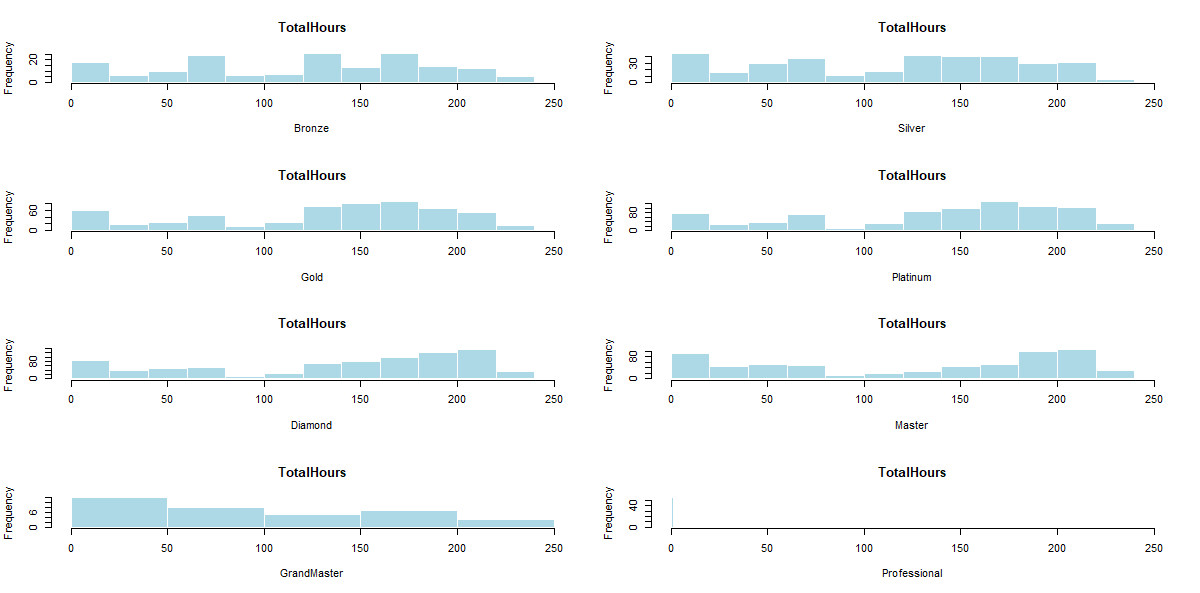 TotalHours
Frequency
0 20
0 50 100 150 200 250
Bronze
TotalHours
Frequency
0 30
0 50 100 150 200 250
Silver
TotalHours
Frequency
0 60
0 50 100 150 200 250
Gold
TotalHours
Frequency
0 80
0 50 100 150 200 250
Platinum
TotalHours
Frequency
0 80
0 50 100 150 200 250
Diamond
TotalHours
Frequency
0 80
0 50 100 150 200 250
Master
TotalHours
Frequency
0 6
0 50 100 150 200 250
GrandMaster
TotalHours
Frequency
0 40
0 50 100 150 200 250
Professional